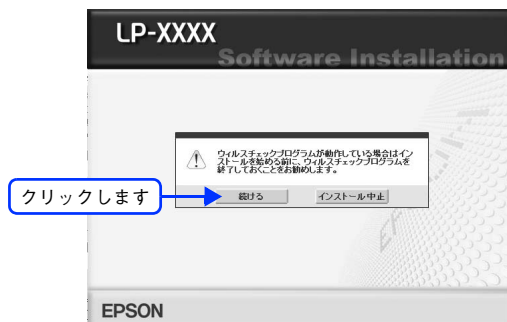 LP-XXXX
Software Installation
ウィルスチェックプログラムが動作している場合はイン
ストールを始める前に、ウィルスチェックプログラムを
終了しておくことをお勧めします。
クリックします
続ける
インストール中止
EPSON